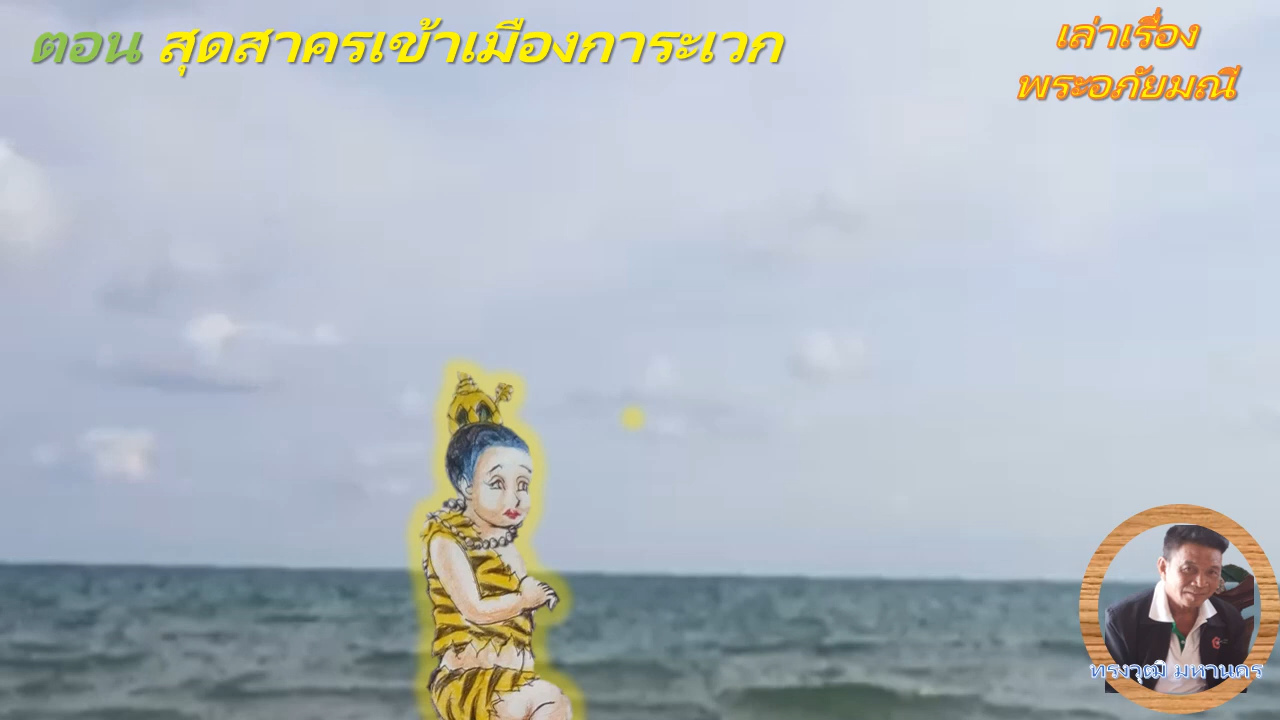 ตอน สุดสาครเข้าเมืองการะเวก
เล่าเรื่อง
พระอภัยมณี
ทรงวุฒิ มหานคร